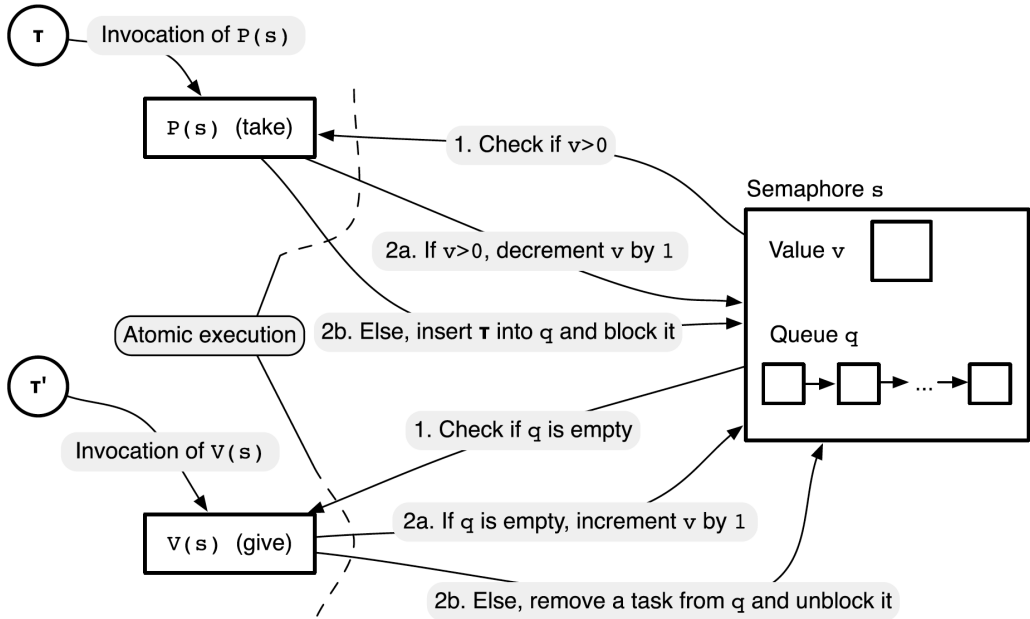 τ
Invocation of P(s)
P(s) (take)
1. Check if v>0
Semaphore s
2a. If v>0, decrement v by 1
Value v
Atomic execution
2b. Else, insert τ into q and block it
Queue q
...
τ'
1. Check if q is empty
Invocation of V(s)
2a. If q is empty, increment v by 1
V(s) (give)
2b. Else, remove a task from q and unblock it